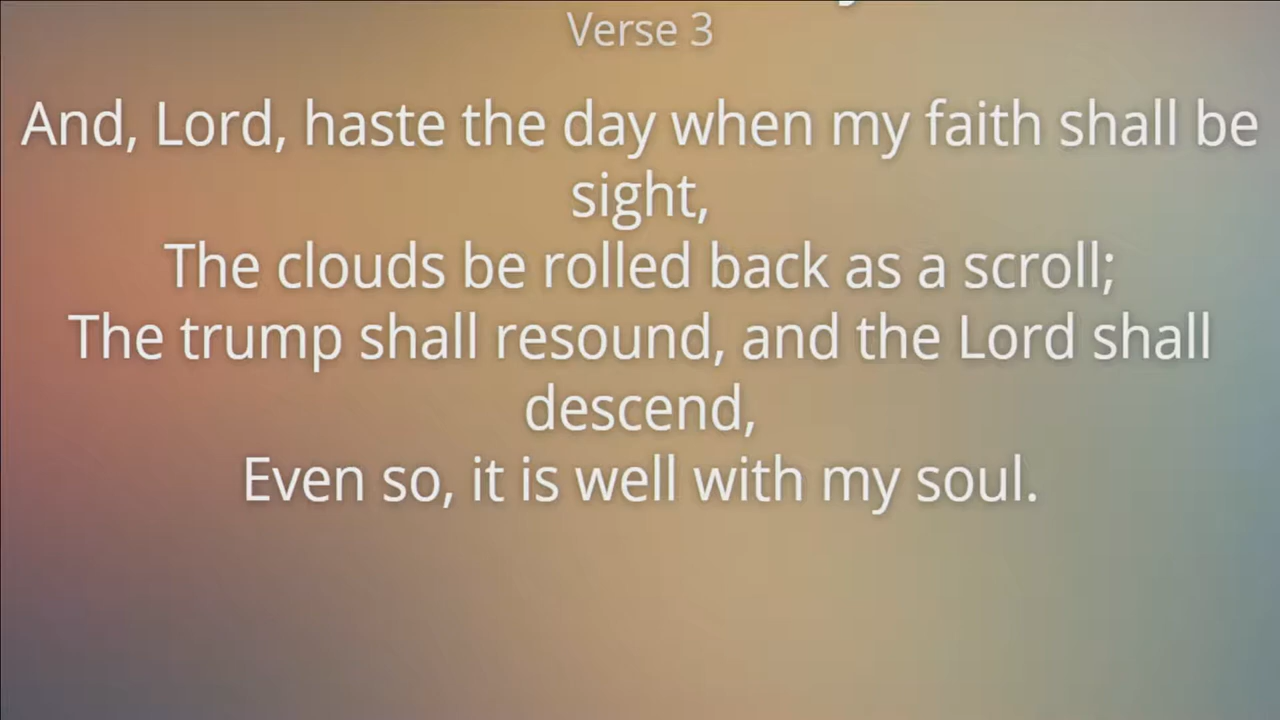 Verse 3
And, Lord, haste the day when my faith shall be
sight,
The clouds be rolled back as a scroll;
The trump shall resound, and the Lord shall
descend,
Even so, it is well with my soul.